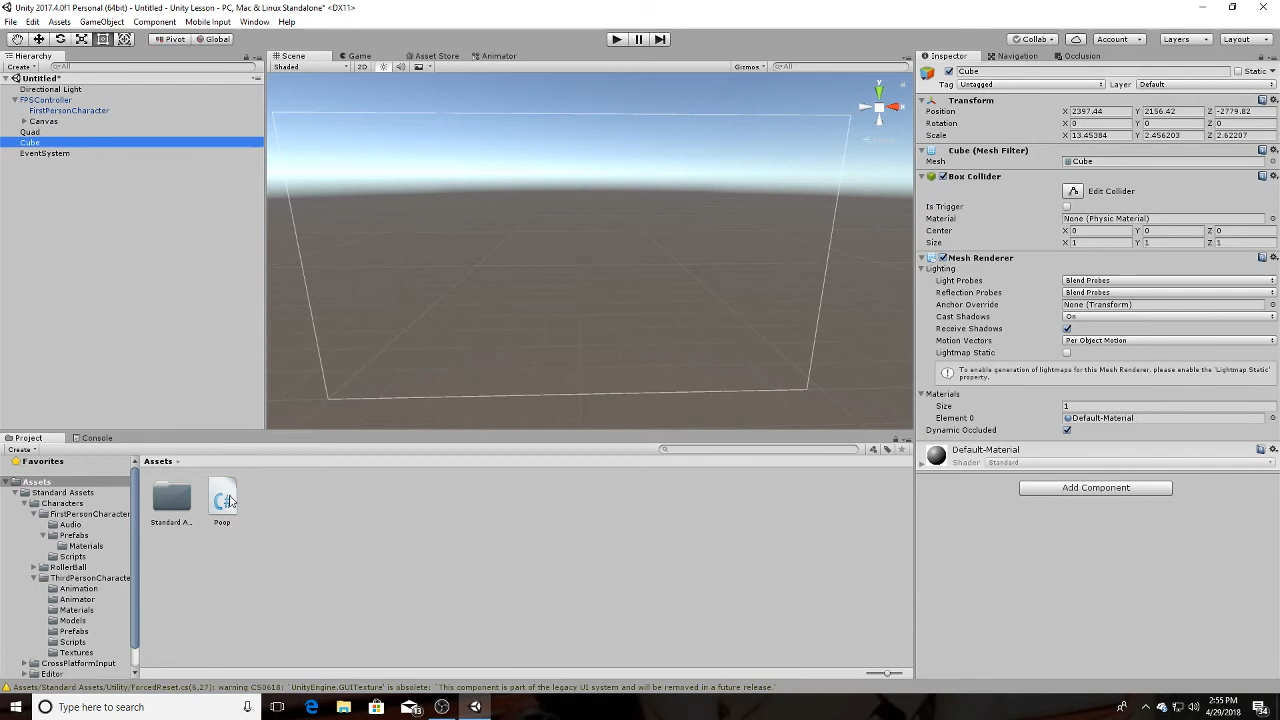 Unity 2017.4.0f1 Personal (64bit) - Untitled - Unity Lesson - PC, Mac & Linux Standalone* <DX11>
File Edit Assets GameObject Component Mobile Input Window Help
Pivot Global Collab Account Layers Layout
Hierarchy Scene Game Asset Store Animator Inspector Navigation Occlusion
Create All Shaded 2D Gizmos All Cube Static
Untitled*
Tag Untagged Layer Default
Directional Light
FPSController Transform
FirstPersonCharacter Position X 2397.44 Y 2156.42 Z -2779.82
Canvas Rotation X 0 Y 0 Z 0
Quad Scale X 13.45384 Y 2.456203 Z 2.62207
Cube
EventSystem Cube (Mesh Filter)
Mesh Cube
Box Collider
Edit Collider
Is Trigger
Material None (Physic Material)
Center X 0 Y 0 Z 0
Size X 1 Y 1 Z 1
Mesh Renderer
Lighting
Light Probes Blend Probes
Reflection Probes Blend Probes
Anchor Override None (Transform)
Cast Shadows On
Receive Shadows
Motion Vectors Per Object Motion
Lightmap Static
To enable generation of lightmaps for this Mesh Renderer, please enable the 'Lightmap Static'
property.
Materials
Size 1
Element 0 Default-Material
Dynamic Occluded
Default-Material
Shader Standard
Add Component
y
x
Project Console
Create
Favorites Assets
Assets
Standard Assets
Characters
FirstPersonCharacter
Audio
Prefabs
Materials
Scripts
RollerBall
ThirdPersonCharacte
Animation
Animator
Materials
Models
Prefabs
Scripts
Textures
CrossPlatformInput
Editor
C#
Standard A... Poop
Assets/Standard Assets/Utility/ForcedReset.cs(6,27): warning CS0618: 'UnityEngine.GUITexture' is obsolete: "This component is part of the legacy UI system and will be removed in a future release."
Type here to search
13
2:55 PM
4/29/2018
24